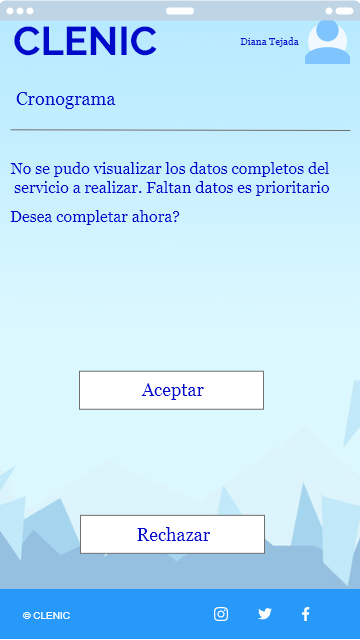 CLENIC
Diana Tejada
Cronograma
No se pudo visualizar los datos completos del
servicio a realizar. Faltan datos es prioritario
Desea completar ahora?
Aceptar
Rechazar
© CLENIC